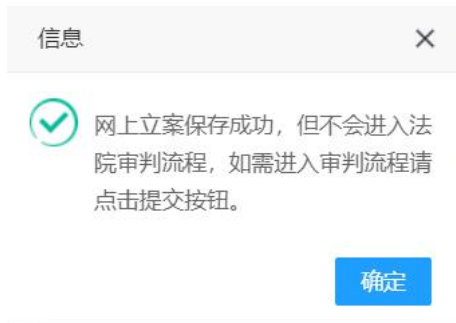 信息
网上立案保存成功，但不会进入法
院审判流程，如需进入审判流程请
点击提交按钮。
确定